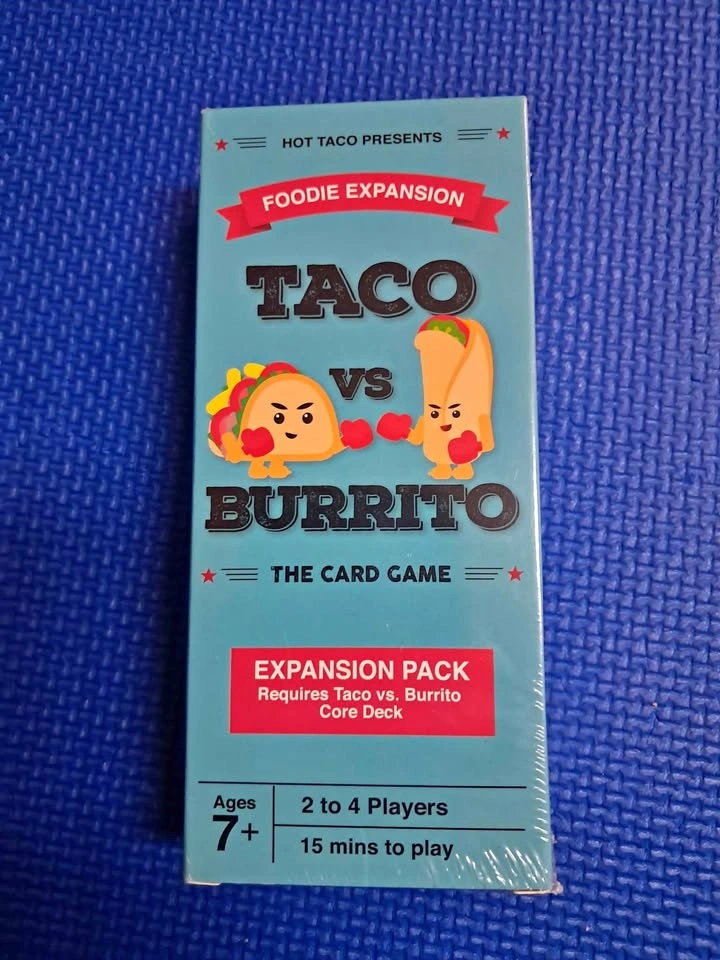 HOT TACO PRESENTS
FOODIE EXPANSION
TACO
VS
BURRITO
THE CARD GAME
EXPANSION PACK
Requires Taco vs. Burrito
Core Deck
Ages
7+
2 to 4 Players
15 mins to play